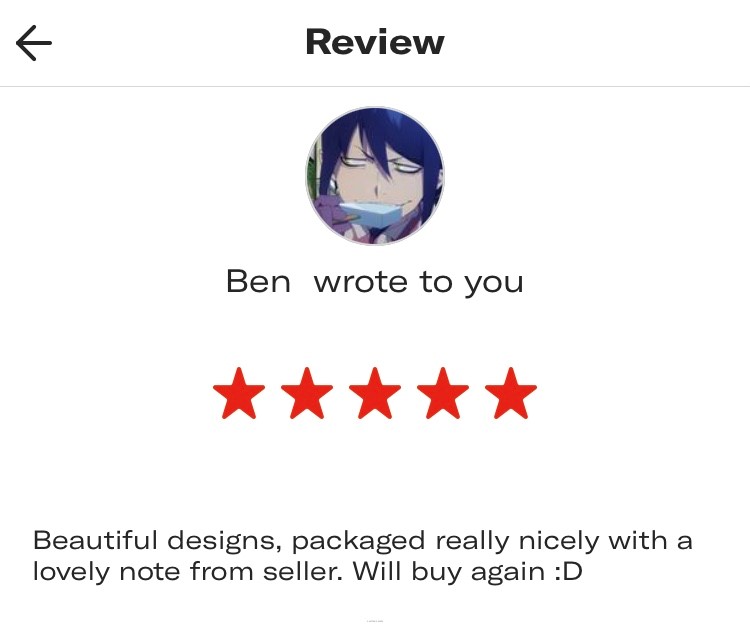 Review
Ben  wrote to you
Beautiful designs, packaged really nicely with a
lovely note from seller. Will buy again :D